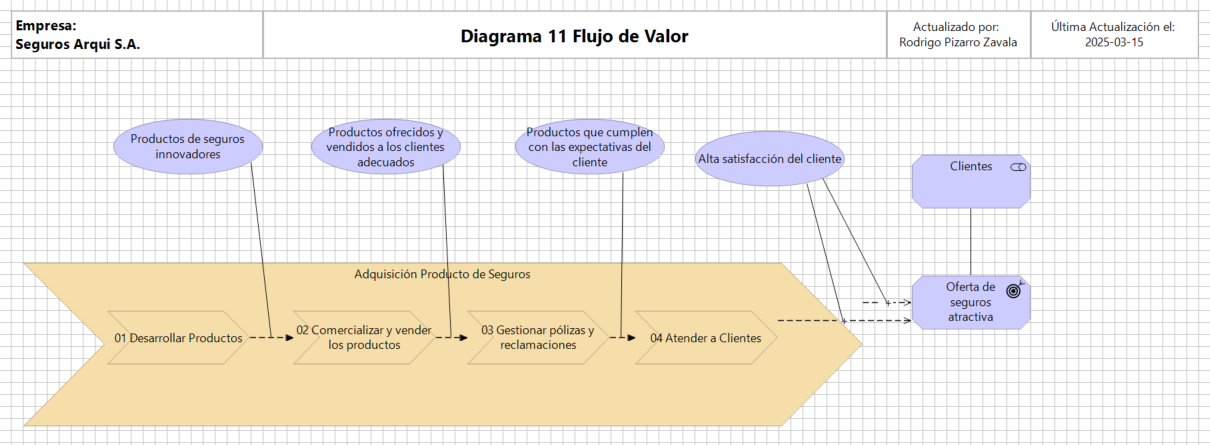 Empresa:
Seguros Arqui S.A.
Diagrama 11 Flujo de Valor
Actualizado por:
Rodrigo Pizarro Zavala
Última Actualización el:
2025-03-15
Productos de seguros
innovadores
Productos ofrecidos y
vendidos a los clientes
adecuados
Productos que cumplen
con las expectativas del
cliente
Alta satisfacción del cliente
Clientes
Adquisición Producto de Seguros
Oferta de
seguros
atractiva
01 Desarrollar Productos
02 Comercializar y vender
los productos
03 Gestionar pólizas y
reclamaciones
04 Atender a Clientes